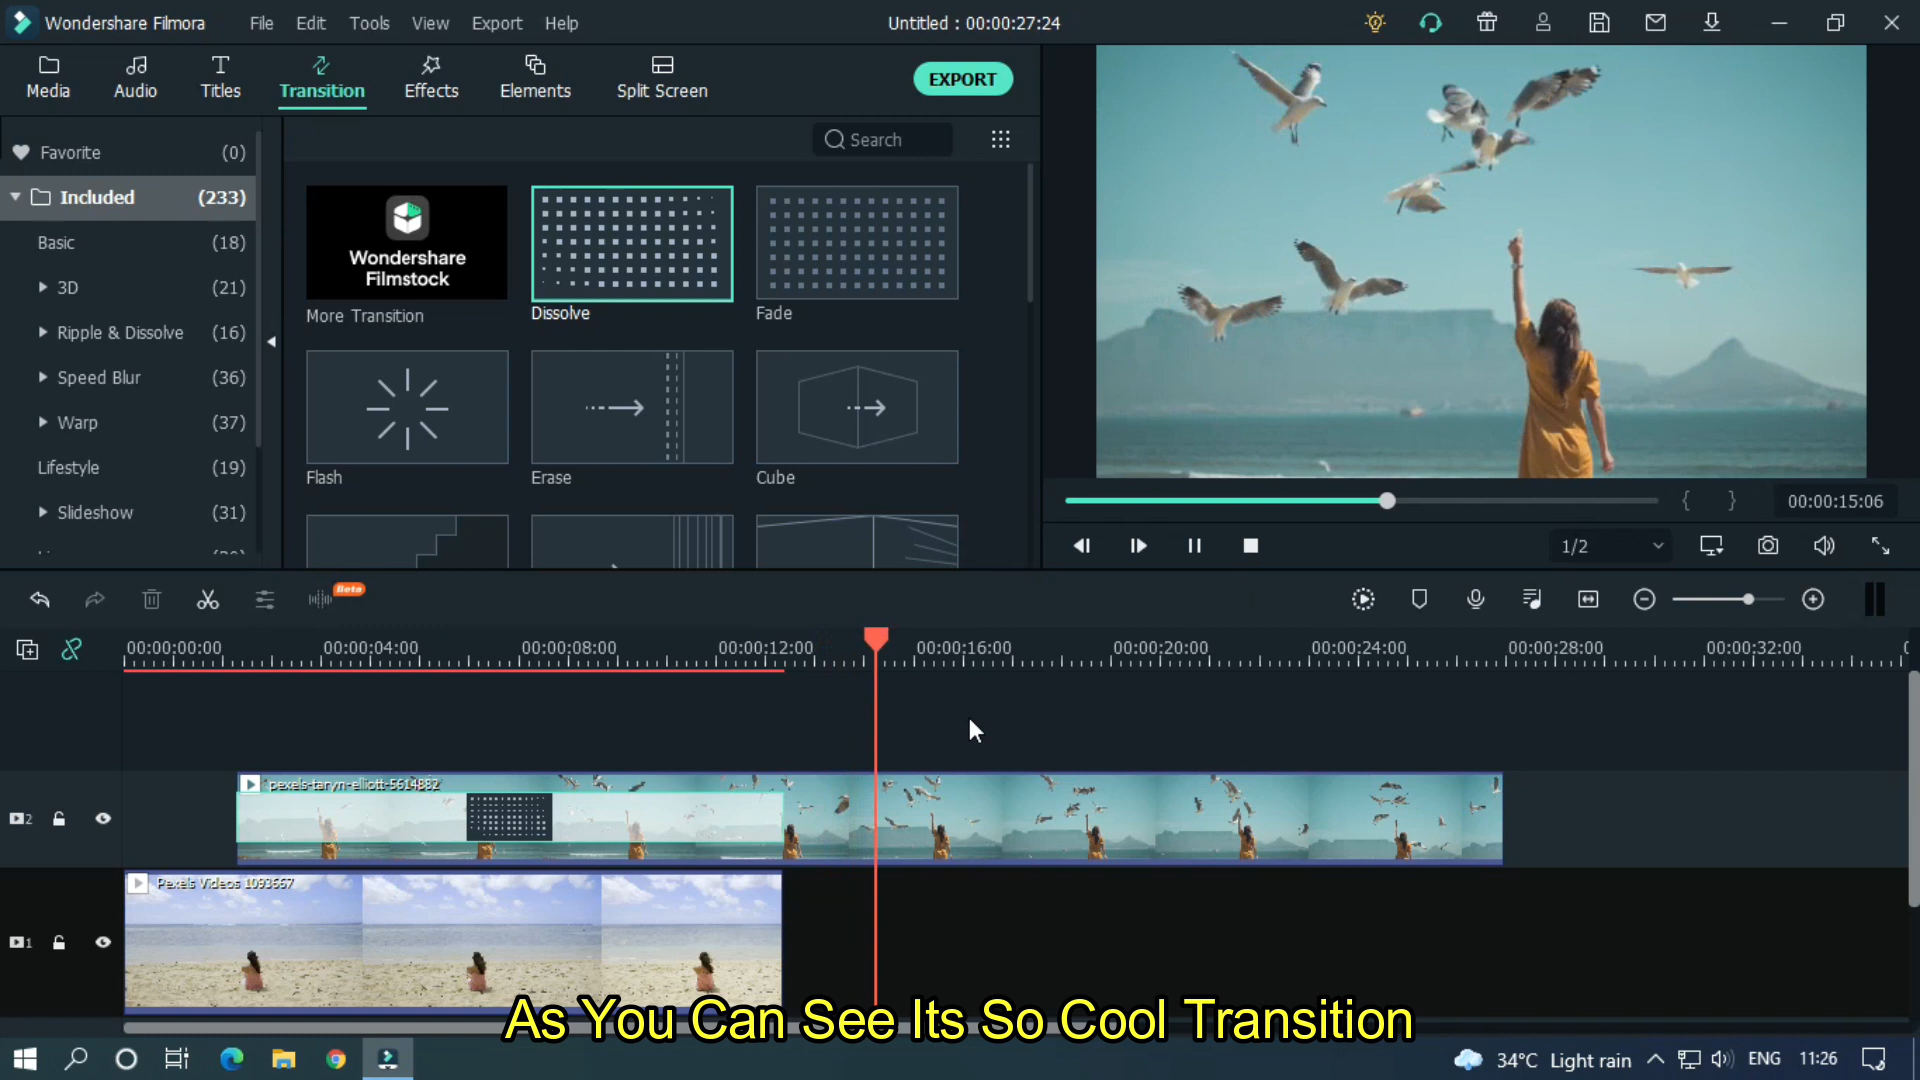 Wondershare Filmora File Edit Tools View Export Help Untitled : 00:00:27:24
Media Audio Titles Transition Effects Elements Split Screen EXPORT
Search
Favorite (0)
Included (233)
Basic (18)
3D (21)
Ripple & Dissolve (16)
Speed Blur (36)
Warp (37)
Lifestyle (19)
Slideshow (31)
Wondershare
Filmstock
More Transition Dissolve Fade
Flash Erase Cube
00:00:15:06
1/2
Beta
00:00:00:00 00:00:04:00 00:00:08:00 00:00:12:00 00:00:16:00 00:00:20:00 00:00:24:00 00:00:28:00 00:00:32:00
pexels-taryn-elliott-5614882
2
Pexels Videos 1093667
1
As You Can See Its So Cool Transition
34°C Light rain ENG 11:26